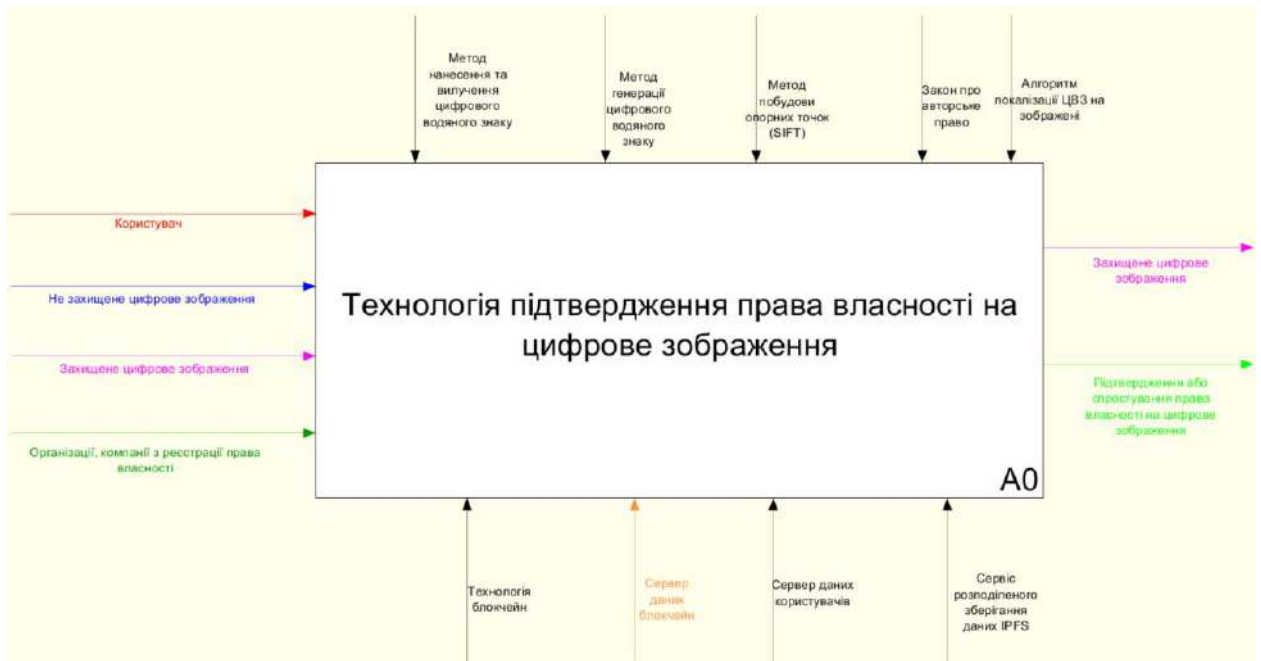 Метод
нанесення та
вилучення
цифрового
водяного знаку
Метод
генерації
цифрового
водяного
знаку
Метод
побудови
опорних точок
(SIFT)
Закон про
авторське
право
Алгоритм
локалізації ЦВЗ на
зображені
Користувач
Не захищене цифрове зображення
Захищене цифрове зображення
Організації, компанії з реєстрації права
власності
Технологія підтвердження права власності на
цифрове зображення
A0
Захищене цифрове
зображення
Підтвердження або
спростування права
власності на цифрове
зображення
Технологія
блокчейн
Сервер
даних
блокчейн
Сервер даних
користувачів
Сервіс
розподіленого
зберігання
даних IPFS